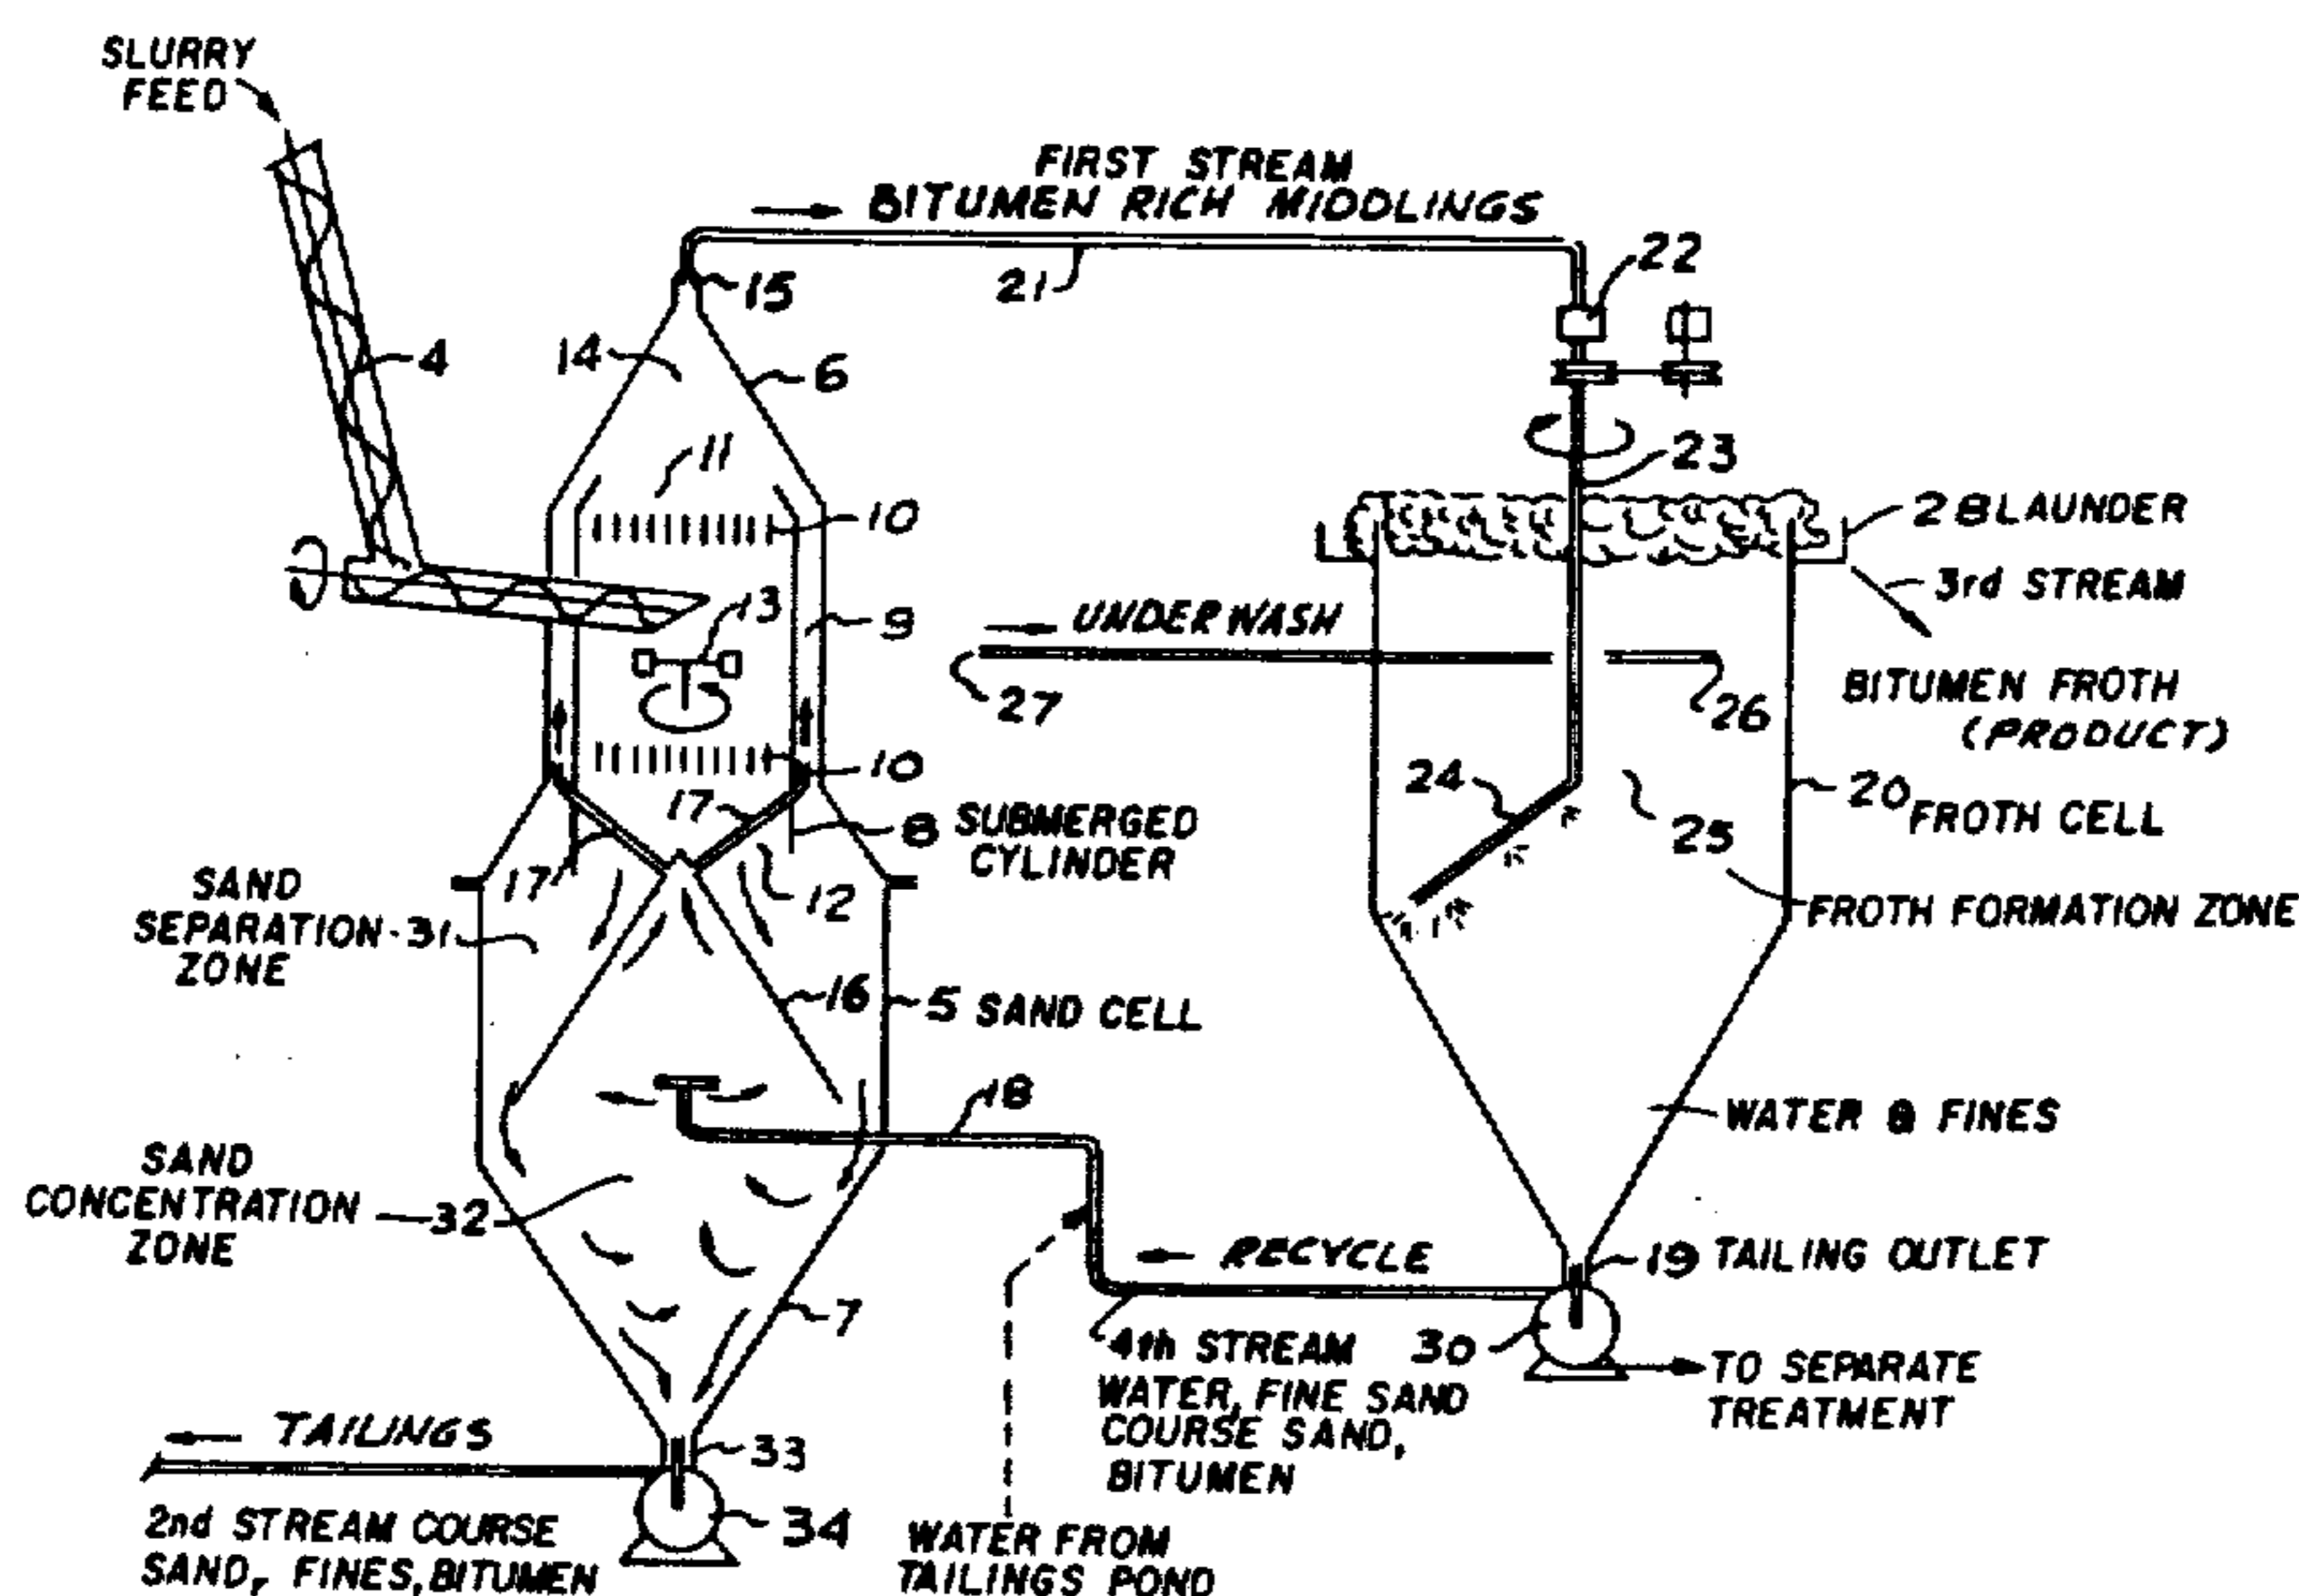 SLURRY
FEED
FIRST STREAM
BITUMEN RICH MIDDLINGS
22
15
21
4
14
6
23
11
10
28 LAUNDER
3rd STREAM
13
9
UNDERWASH
27
26
BITUMEN FROTH
(PRODUCT)
10
24
20 FROTH CELL
17
8 SUBMERGED
CYLINDER
25
17
12
SAND
SEPARATION - 31
ZONE
FROTH FORMATION ZONE
16
5 SAND CELL
18
WATER & FINES
SAND
CONCENTRATION — 32
ZONE
RECYCLE
19 TAILING OUTLET
7
4th STREAM
WATER, FINE SAND
COURSE SAND,
BITUMEN
30
TO SEPARATE
TREATMENT
TAILINGS
33
34
2nd STREAM COURSE
SAND, FINES, BITUMEN
WATER FROM
TAILINGS POND